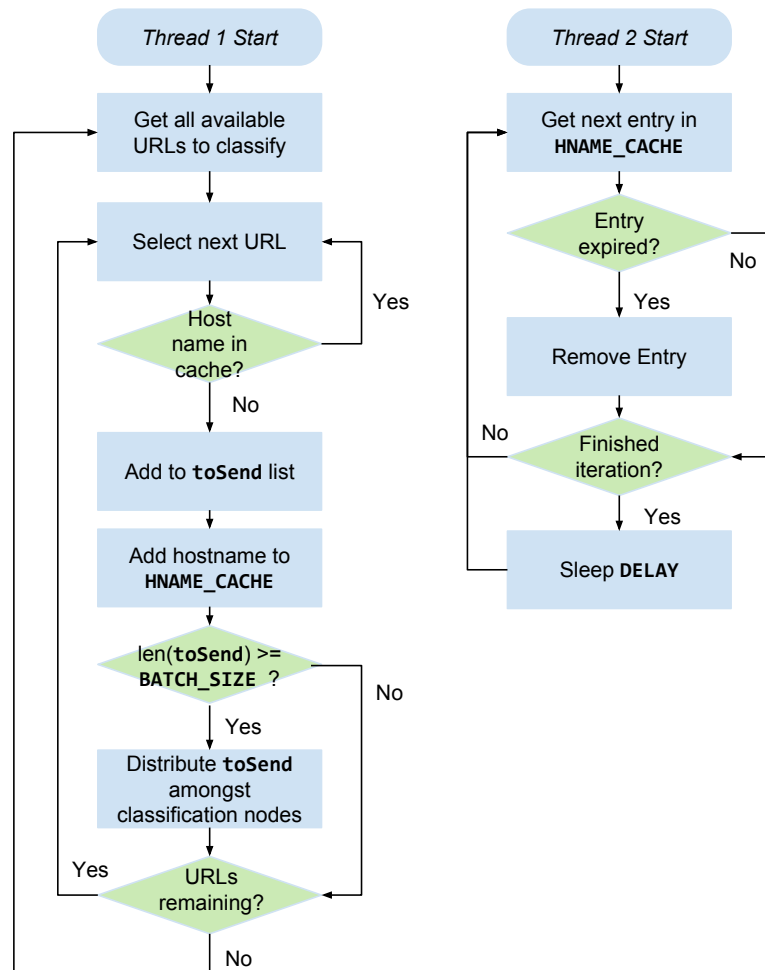 Thread 1 Start
Get all available
URLs to classify
Select next URL
Yes
Host
name in
cache?
No
Add to toSend list
Add hostname to
HNAME_CACHE
len(toSend) >=
BATCH_SIZE ?
No
Yes
Distribute toSend
amongst
classification nodes
Yes
URLs
remaining?
No
Thread 2 Start
Get next entry in
HNAME_CACHE
Entry
expired?
No
Yes
Remove Entry
No
Finished
iteration?
Yes
Sleep DELAY